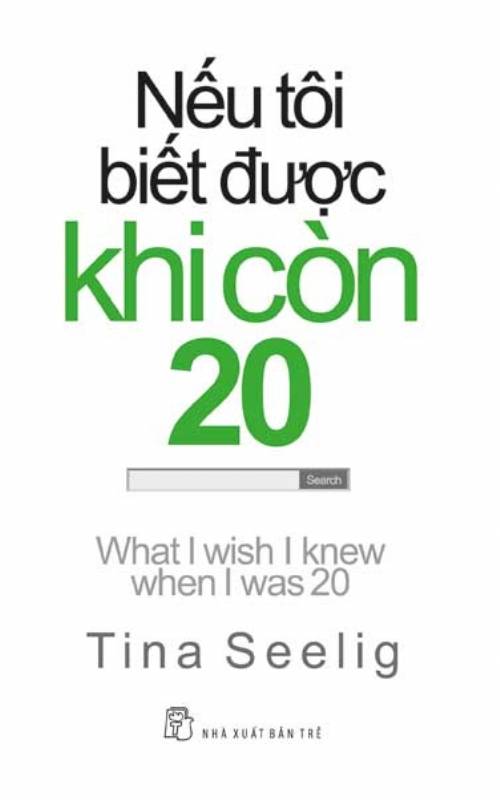 Nếu tôi
biết được
khi còn
20
Search
What I wish I knew
when I was 20
Tina Seelig
NHÀ XUẤT BẢN TRẺ